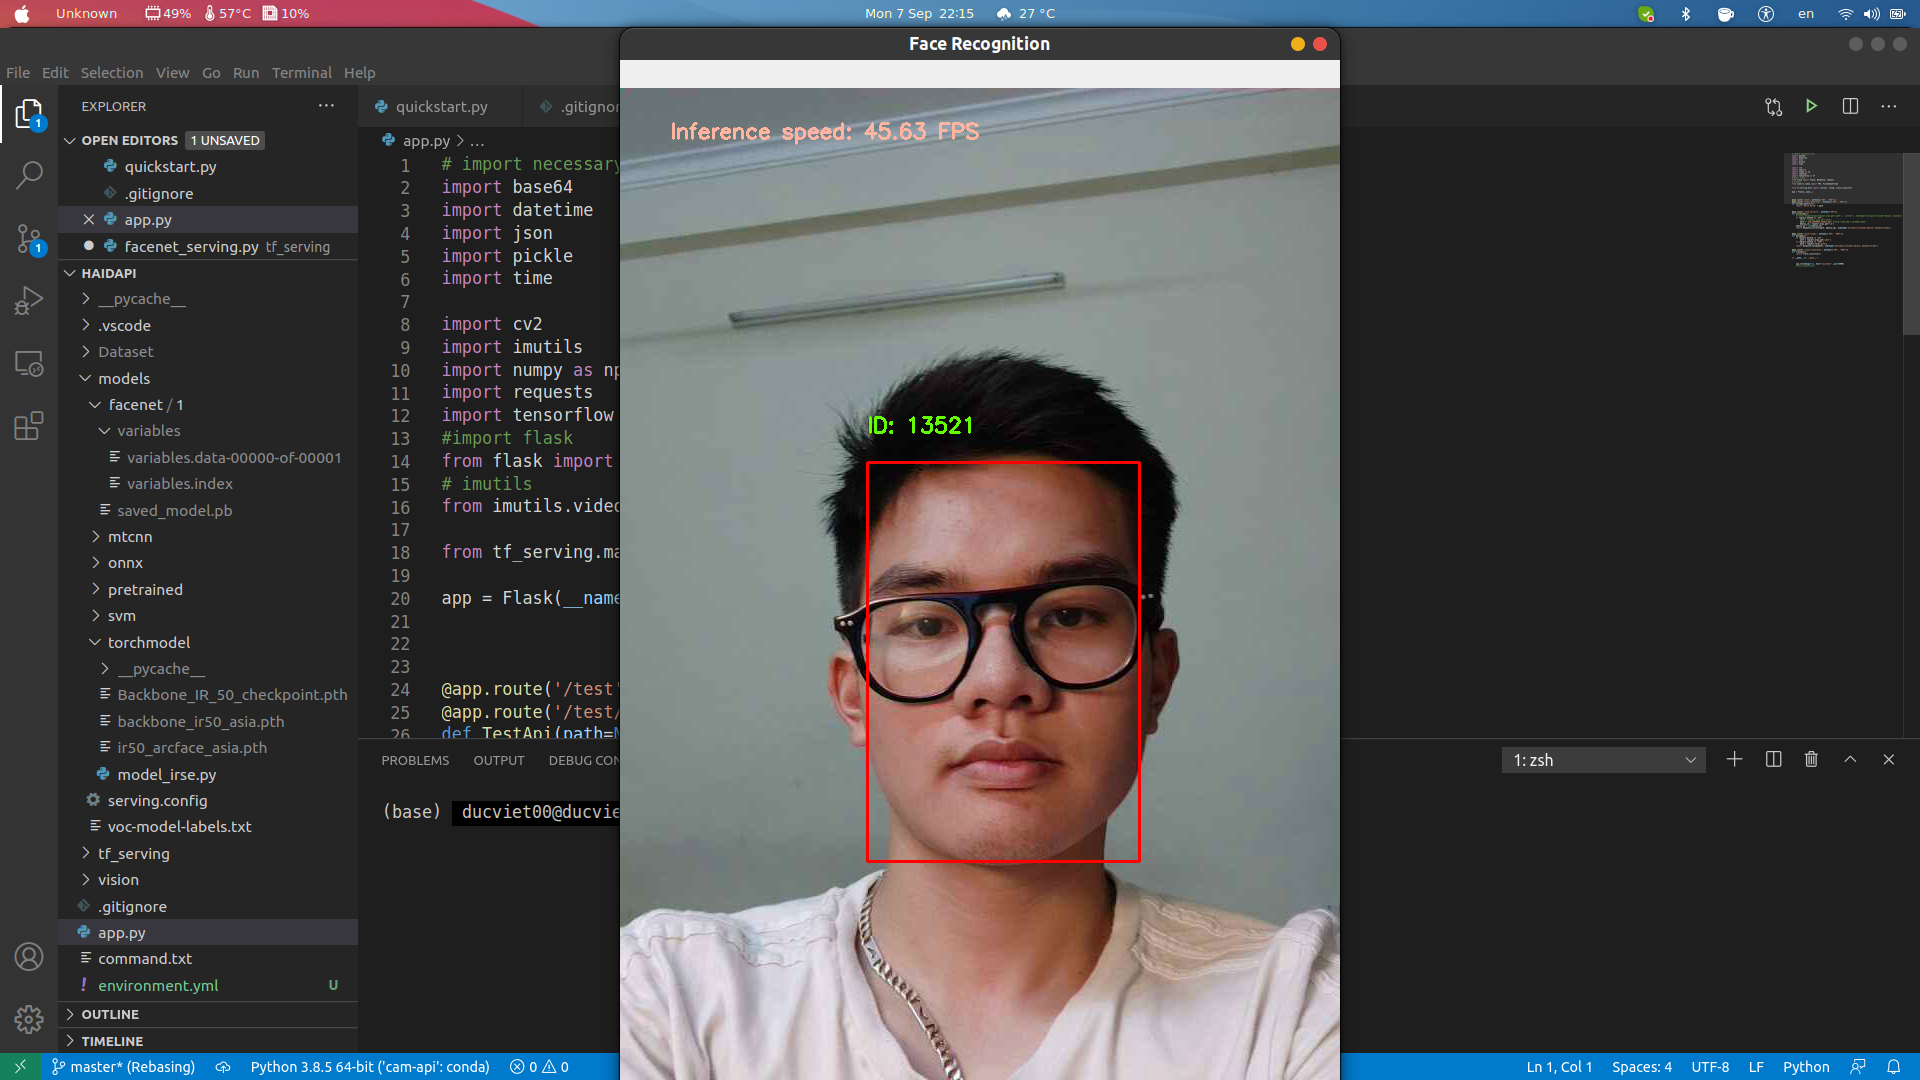 Unknown 49% 57°C 10% Mon 7 Sep 22:15 27 °C en
Face Recognition
File Edit Selection View Go Run Terminal Help
EXPLORER
OPEN EDITORS 1 UNSAVED
quickstart.py
.gitignore
app.py
facenet_serving.py tf_serving
HAIDAPI
__pycache__
.vscode
Dataset
models
facenet / 1
variables
variables.data-00000-of-00001
variables.index
saved_model.pb
mtcnn
onnx
pretrained
svm
torchmodel
__pycache__
Backbone_IR_50_checkpoint.pth
backbone_ir50_asia.pth
ir50_arcface_asia.pth
model_irse.py
serving.config
voc-model-labels.txt
tf_serving
vision
.gitignore
app.py
command.txt
environment.yml U
OUTLINE
TIMELINE
1
1
quickstart.py .gitignor
app.py > ...
1 # import necessary
2 import base64
3 import datetime
4 import json
5 import pickle
6 import time
7
8 import cv2
9 import imutils
10 import numpy as np
11 import requests
12 import tensorflow
13 #import flask
14 from flask import
15 # imutils
16 from imutils.video
17
18 from tf_serving.ma
19
20 app = Flask(__name
21
22
23
24 @app.route('/test'
25 @app.route('/test/
26 def TestApi(path=N
Inference speed: 45.63 FPS
ID: 13521
PROBLEMS OUTPUT DEBUG CON
1: zsh
(base) ducviet00@ducvie
master* (Rebasing) Python 3.8.5 64-bit ('cam-api': conda) 0 0 Ln 1, Col 1 Spaces: 4 UTF-8 LF Python